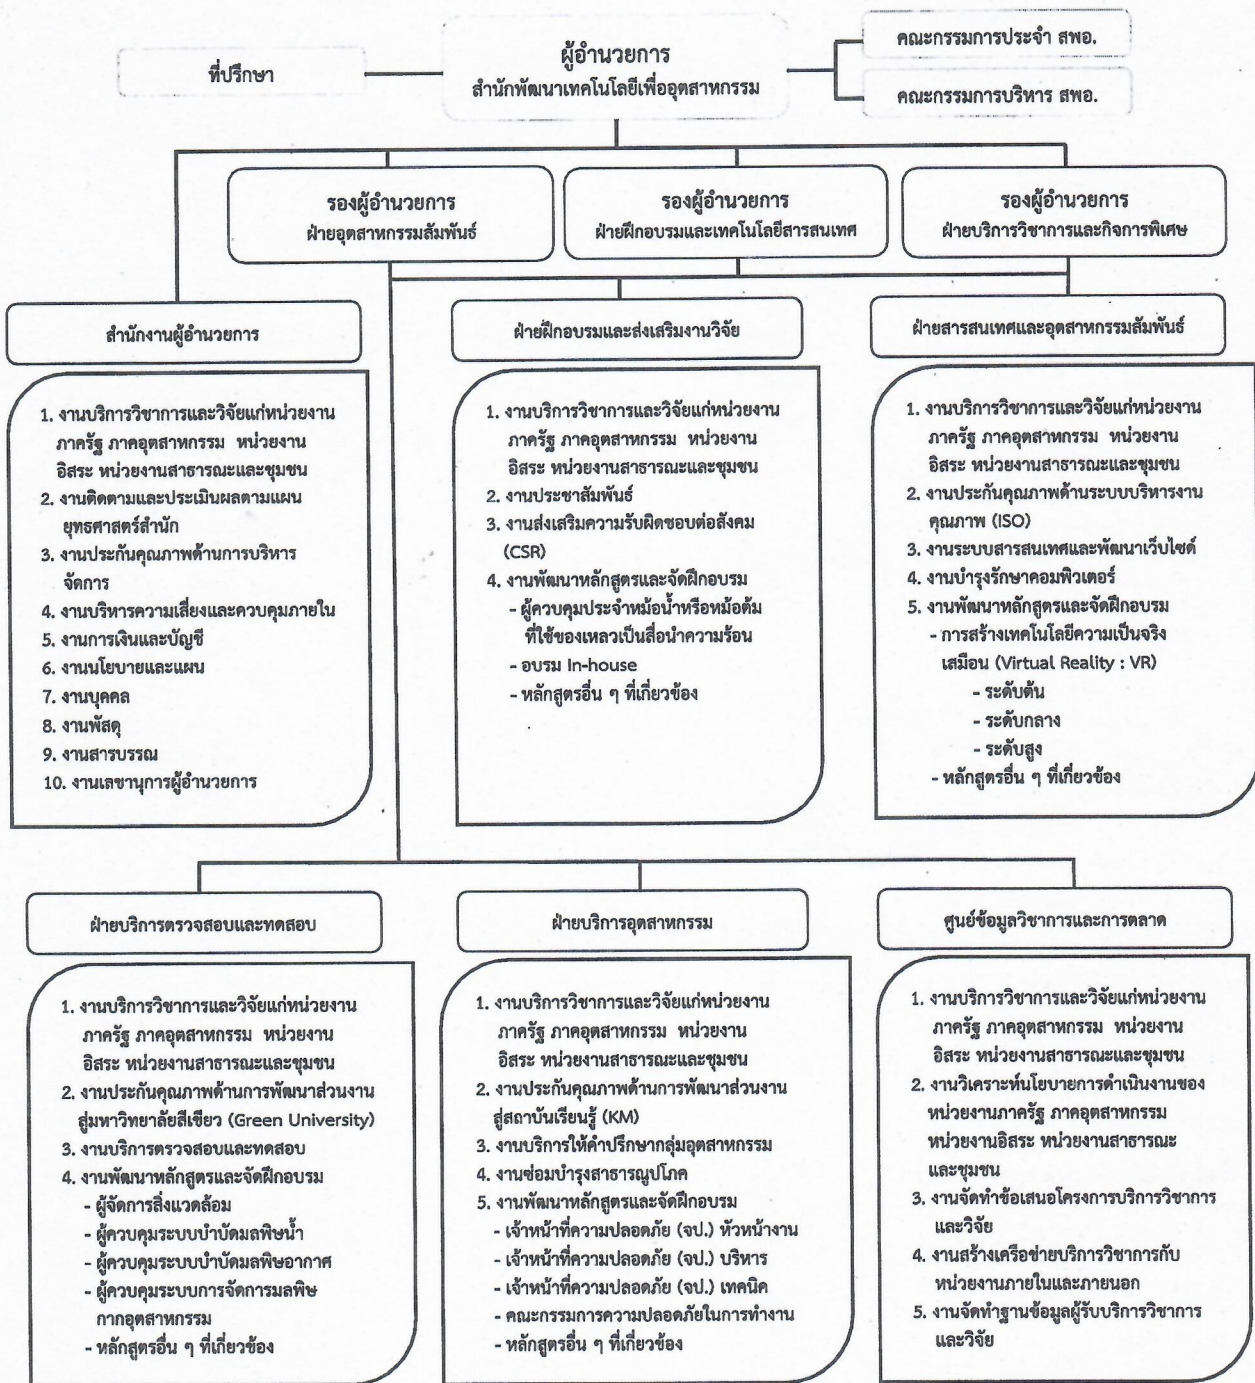 ที่ปรึกษา
ผู้อำนวยการ
สำนักพัฒนาเทคโนโลยีเพื่ออุตสาหกรรม
คณะกรรมการประจำ สพอ.
คณะกรรมการบริหาร สพอ.
รองผู้อำนวยการ
ฝ่ายอุตสาหกรรมสัมพันธ์
รองผู้อำนวยการ
ฝ่ายฝึกอบรมและเทคโนโลยีสารสนเทศ
รองผู้อำนวยการ
ฝ่ายบริการวิชาการและกิจการพิเศษ
สำนักงานผู้อำนวยการ
1. งานบริการวิชาการและวิจัยแก่หน่วยงาน
ภาครัฐ ภาคอุตสาหกรรม หน่วยงาน
อิสระ หน่วยงานสาธารณะและชุมชน
2. งานติดตามและประเมินผลตามแผน
ยุทธศาสตร์สำนัก
3. งานประกันคุณภาพด้านการบริหาร
จัดการ
4. งานบริหารความเสี่ยงและควบคุมภายใน
5. งานการเงินและบัญชี
6. งานนโยบายและแผน
7. งานบุคคล
8. งานพัสดุ
9. งานสารบรรณ
10. งานเลขานุการผู้อำนวยการ
ฝ่ายฝึกอบรมและส่งเสริมงานวิจัย
1. งานบริการวิชาการและวิจัยแก่หน่วยงาน
ภาครัฐ ภาคอุตสาหกรรม หน่วยงาน
อิสระ หน่วยงานสาธารณะและชุมชน
2. งานประชาสัมพันธ์
3. งานส่งเสริมความรับผิดชอบต่อสังคม
(CSR)
4. งานพัฒนาหลักสูตรและจัดฝึกอบรม
- ผู้ควบคุมประจำหม้อน้ำหรือหม้อต้ม
ที่ใช้ของเหลวเป็นสื่อนำความร้อน
- อบรม In-house
- หลักสูตรอื่น ๆ ที่เกี่ยวข้อง
ฝ่ายสารสนเทศและอุตสาหกรรมสัมพันธ์
1. งานบริการวิชาการและวิจัยแก่หน่วยงาน
ภาครัฐ ภาคอุตสาหกรรม หน่วยงาน
อิสระ หน่วยงานสาธารณะและชุมชน
2. งานประกันคุณภาพด้านระบบบริหารงาน
คุณภาพ (ISO)
3. งานระบบสารสนเทศและพัฒนาเว็บไซต์
4. งานบำรุงรักษาคอมพิวเตอร์
5. งานพัฒนาหลักสูตรและจัดฝึกอบรม
- การสร้างเทคโนโลยีความเป็นจริง
เสมือน (Virtual Reality : VR)
- ระดับต้น
- ระดับกลาง
- ระดับสูง
- หลักสูตรอื่น ๆ ที่เกี่ยวข้อง
ฝ่ายบริการตรวจสอบและทดสอบ
1. งานบริการวิชาการและวิจัยแก่หน่วยงาน
ภาครัฐ ภาคอุตสาหกรรม หน่วยงาน
อิสระ หน่วยงานสาธารณะและชุมชน
2. งานประกันคุณภาพด้านการพัฒนาส่วนงาน
สู่มหาวิทยาลัยสีเขียว (Green University)
3. งานบริการตรวจสอบและทดสอบ
4. งานพัฒนาหลักสูตรและจัดฝึกอบรม
- ผู้จัดการสิ่งแวดล้อม
- ผู้ควบคุมระบบบำบัดมลพิษน้ำ
- ผู้ควบคุมระบบบำบัดมลพิษอากาศ
- ผู้ควบคุมระบบการจัดการมลพิษ
กากอุตสาหกรรม
- หลักสูตรอื่น ๆ ที่เกี่ยวข้อง
ฝ่ายบริการอุตสาหกรรม
1. งานบริการวิชาการและวิจัยแก่หน่วยงาน
ภาครัฐ ภาคอุตสาหกรรม หน่วยงาน
อิสระ หน่วยงานสาธารณะและชุมชน
2. งานประกันคุณภาพด้านการพัฒนาส่วนงาน
สู่สถาบันเรียนรู้ (KM)
3. งานบริการให้คำปรึกษากลุ่มอุตสาหกรรม
4. งานซ่อมบำรุงสาธารณูปโภค
5. งานพัฒนาหลักสูตรและจัดฝึกอบรม
- เจ้าหน้าที่ความปลอดภัย (จป.) หัวหน้างาน
- เจ้าหน้าที่ความปลอดภัย (จป.) บริหาร
- เจ้าหน้าที่ความปลอดภัย (จป.) เทคนิค
- คณะกรรมการความปลอดภัยในการทำงาน
- หลักสูตรอื่น ๆ ที่เกี่ยวข้อง
ศูนย์ข้อมูลวิชาการและการตลาด
1. งานบริการวิชาการและวิจัยแก่หน่วยงาน
ภาครัฐ ภาคอุตสาหกรรม หน่วยงาน
อิสระ หน่วยงานสาธารณะและชุมชน
2. งานวิเคราะห์นโยบายการดำเนินงานของ
หน่วยงานภาครัฐ ภาคอุตสาหกรรม
หน่วยงานอิสระ หน่วยงานสาธารณะ
และชุมชน
3. งานจัดทำข้อเสนอโครงการบริการวิชาการ
และวิจัย
4. งานสร้างเครือข่ายบริการวิชาการกับ
หน่วยงานภายในและภายนอก
5. งานจัดทำฐานข้อมูลผู้รับบริการวิชาการ
และวิจัย